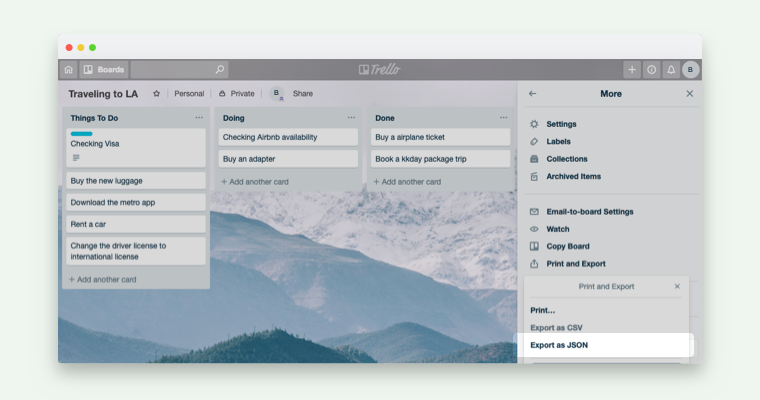 Boards
Trello
B
Traveling to LA
Personal
Private
B
Share
Things To Do
Checking Visa
Buy the new luggage
Download the metro app
Rent a car
Change the driver license to
international license
+ Add another card
Doing
Checking Airbnb availability
Buy an adapter
+ Add another card
Done
Buy a airplane ticket
Book a kkday package trip
+ Add another card
More
Settings
Labels
Collections
Archived Items
Email-to-board Settings
Watch
Copy Board
Print and Export
Print and Export
Print...
Export as CSV
Export as JSON